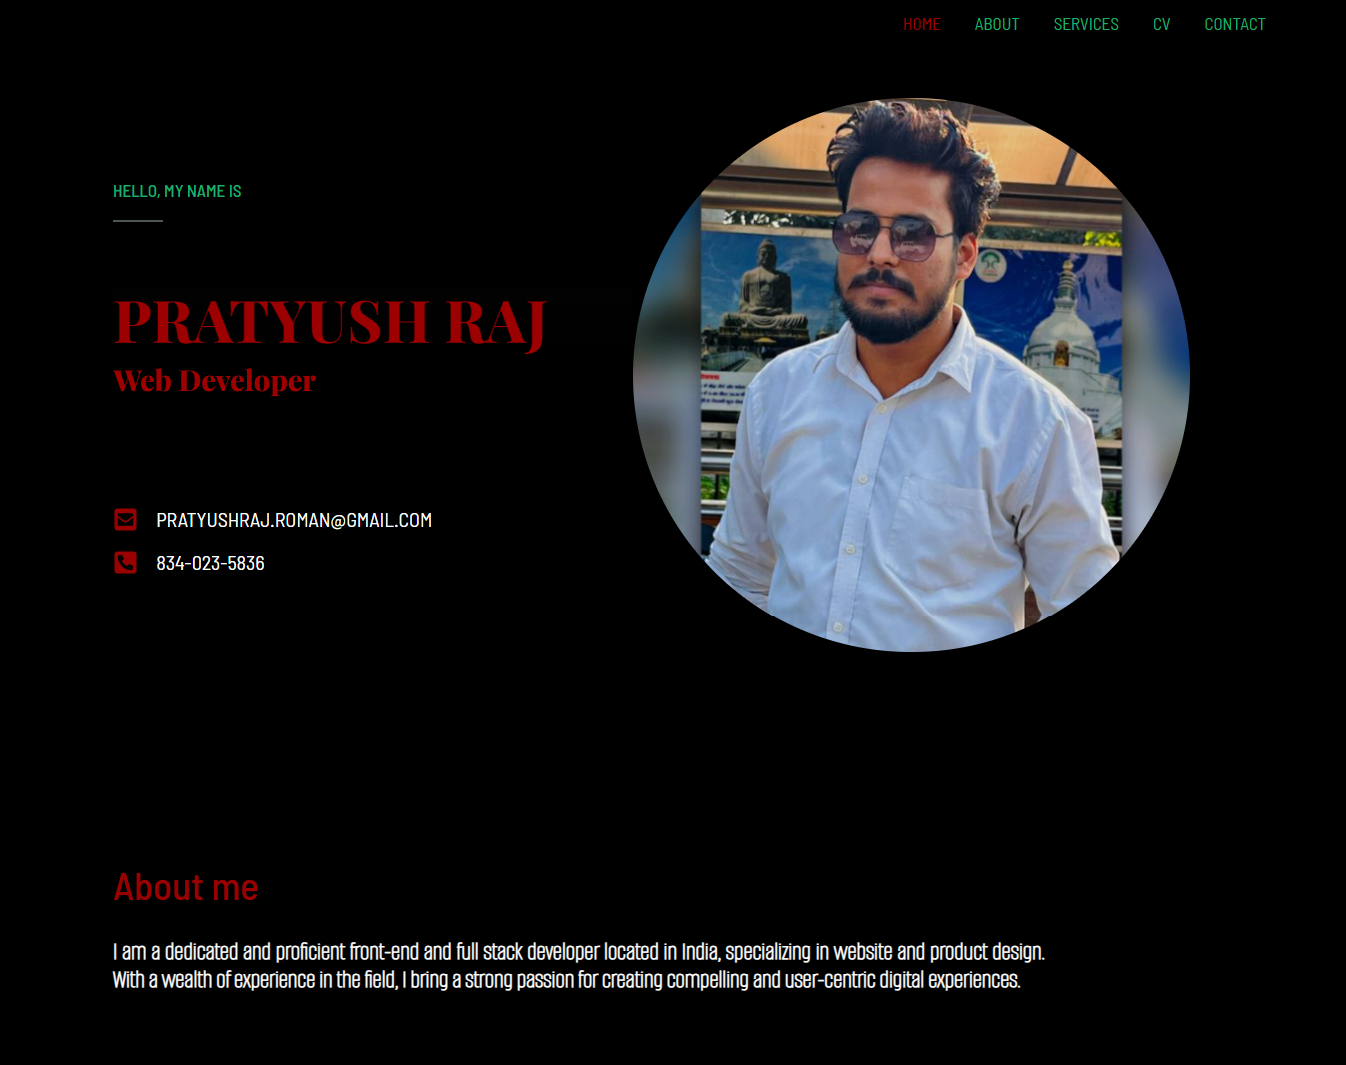 HOME ABOUT SERVICES CV CONTACT
HELLO, MY NAME IS
PRATYUSH RAJ
Web Developer
PRATYUSHRAJ.ROMAN@GMAIL.COM
834-023-5836
About me
I am a dedicated and proficient front-end and full stack developer located in India, specializing in website and product design.
With a wealth of experience in the field, I bring a strong passion for creating compelling and user-centric digital experiences.